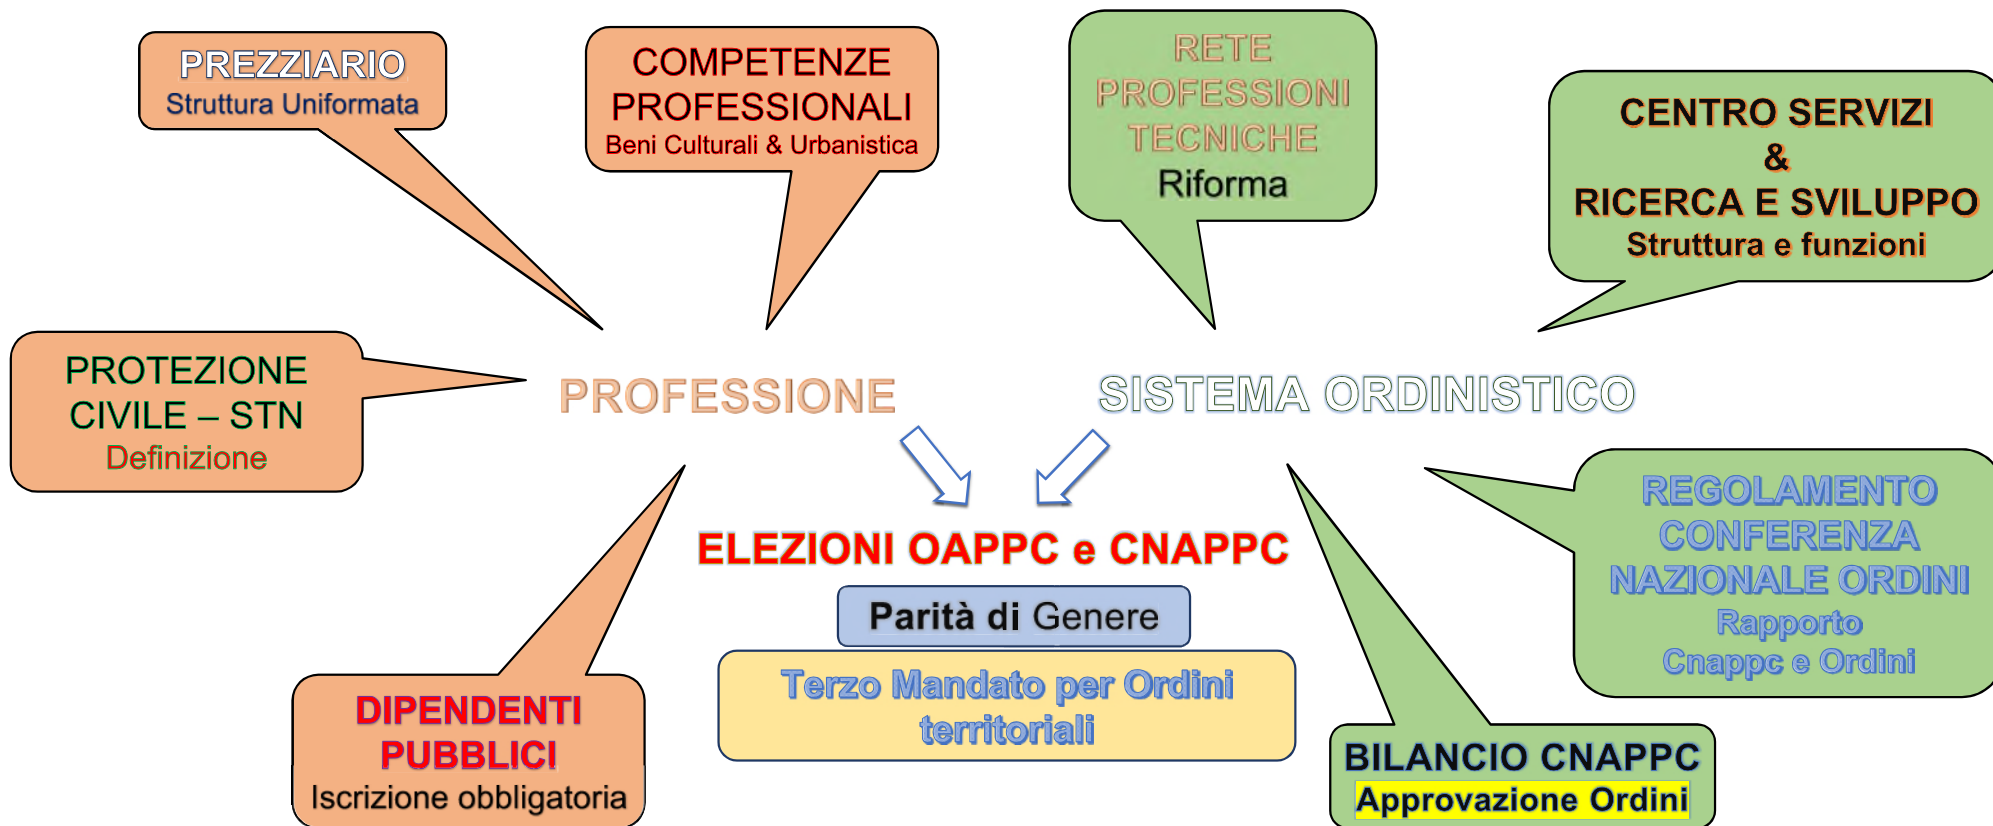 PREZZIARIO
Struttura Uniformata
COMPETENZE
PROFESSIONALI
Beni Culturali & Urbanistica
RETE
PROFESSIONI
TECNICHE
Riforma
CENTRO SERVIZI
&
RICERCA E SVILUPPO
Struttura e funzioni
PROTEZIONE
CIVILE – STN
Definizione
PROFESSIONE
SISTEMA ORDINISTICO
ELEZIONI OAPPC e CNAPPC
Parità di Genere
Terzo Mandato per Ordini
territoriali
REGOLAMENTO
CONFERENZA
NAZIONALE ORDINI
Rapporto
Cnappc e Ordini
DIPENDENTI
PUBBLICI
Iscrizione obbligatoria
BILANCIO CNAPPC
Approvazione Ordini